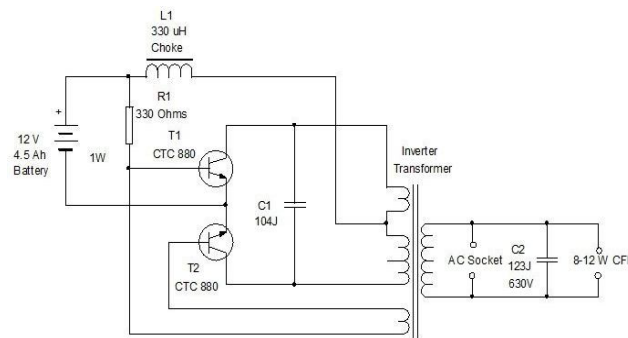 L1
330 uH
Choke
R1
330 Ohms
T1
CTC 880
+
12 V
4.5 Ah
Battery
1W
Inverter
Transformer
C1
104J
T2
CTC 880
AC Socket
C2
123J
630V
8-12 W CFL